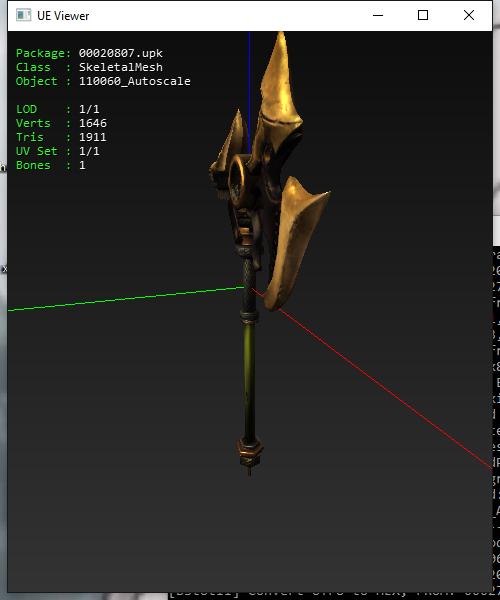 UE Viewer
Package: 00020807.upk
Class : SkeletalMesh
Object : 110060_Autoscale
LOD : 1/1
Verts : 1646
Tris : 1911
UV Set : 1/1
Bones : 1